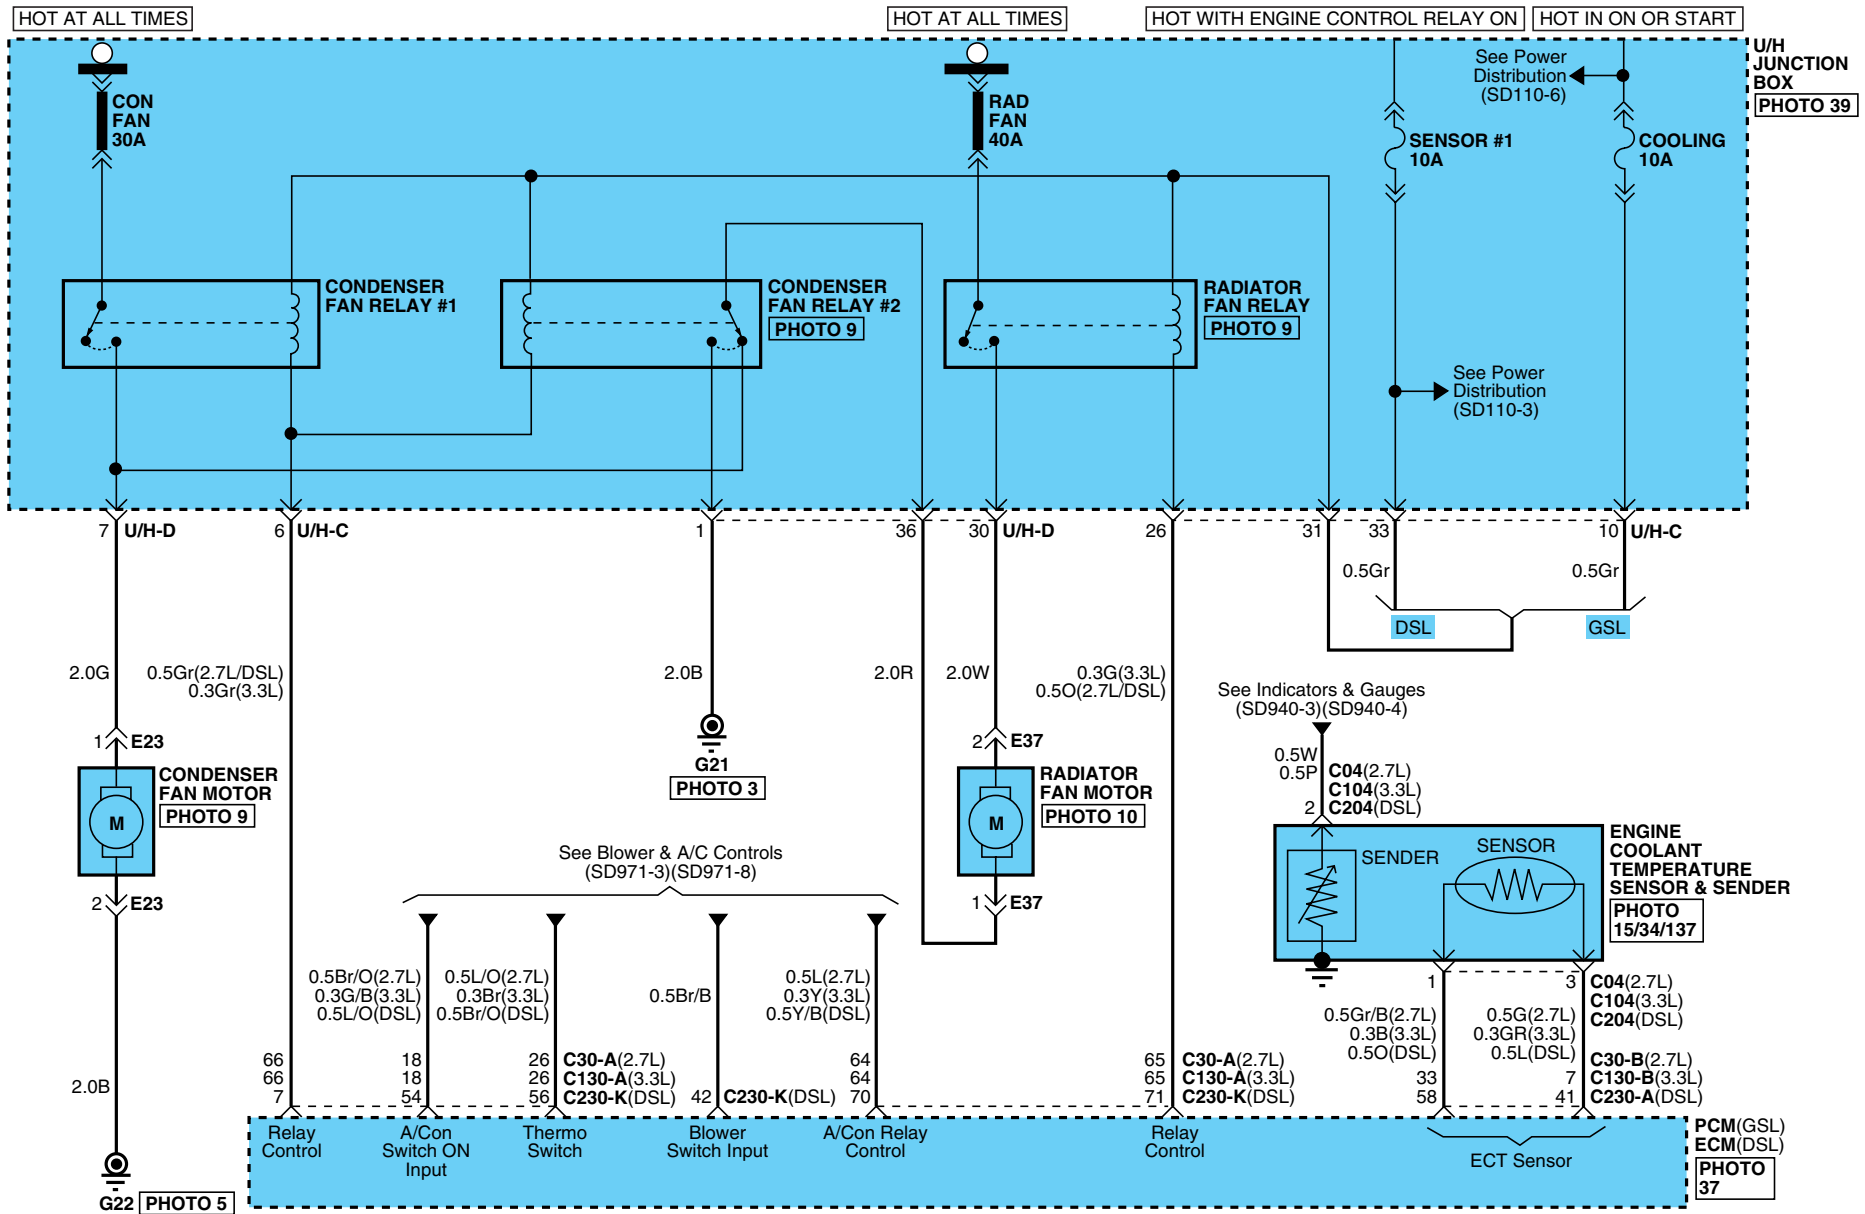 HOT AT ALL TIMES
HOT AT ALL TIMES
HOT WITH ENGINE CONTROL RELAY ON
HOT IN ON OR START
U/H
JUNCTION
BOX
PHOTO 39
CON
FAN
30A
RAD
FAN
40A
See Power
Distribution
(SD110-6)
SENSOR #1
10A
COOLING
10A
CONDENSER
FAN RELAY #1
CONDENSER
FAN RELAY #2
PHOTO 9
RADIATOR
FAN RELAY
PHOTO 9
See Power
Distribution
(SD110-3)
7 U/H-D
6 U/H-C
1
36
30 U/H-D
26
31
33
10 U/H-C
0.5Gr
0.5Gr
DSL
GSL
2.0G
0.5Gr(2.7L/DSL)
0.3Gr(3.3L)
2.0B
2.0R
2.0W
0.3G(3.3L)
0.5O(2.7L/DSL)
See Indicators & Gauges
(SD940-3)(SD940-4)
1 E23
G21
PHOTO 3
2 E37
0.5W
0.5P
C04(2.7L)
C104(3.3L)
2 C204(DSL)
CONDENSER
FAN MOTOR
PHOTO 9
M
RADIATOR
FAN MOTOR
PHOTO 10
M
SENDER
SENSOR
ENGINE
COOLANT
TEMPERATURE
SENSOR & SENDER
PHOTO
15/34/137
See Blower & A/C Controls
(SD971-3)(SD971-8)
2 E23
1 E37
0.5Br/O(2.7L)
0.3G/B(3.3L)
0.5L/O(DSL)
0.5L/O(2.7L)
0.3Br(3.3L)
0.5Br/O(DSL)
0.5Br/B
0.5L(2.7L)
0.3Y(3.3L)
0.5Y/B(DSL)
1
3
C04(2.7L)
C104(3.3L)
C204(DSL)
0.5Gr/B(2.7L)
0.3B(3.3L)
0.5O(DSL)
0.5G(2.7L)
0.3GR(3.3L)
0.5L(DSL)
2.0B
66
66
7
18
18
54
26 C30-A(2.7L)
26 C130-A(3.3L)
56 C230-K(DSL)
42 C230-K(DSL)
64
64
70
65 C30-A(2.7L)
65 C130-A(3.3L)
71 C230-K(DSL)
33
58
C30-B(2.7L)
7 C130-B(3.3L)
41 C230-A(DSL)
Relay
Control
A/Con
Switch ON
Input
Thermo
Switch
Blower
Switch Input
A/Con Relay
Control
Relay
Control
ECT Sensor
PCM(GSL)
ECM(DSL)
PHOTO
37
G22 PHOTO 5